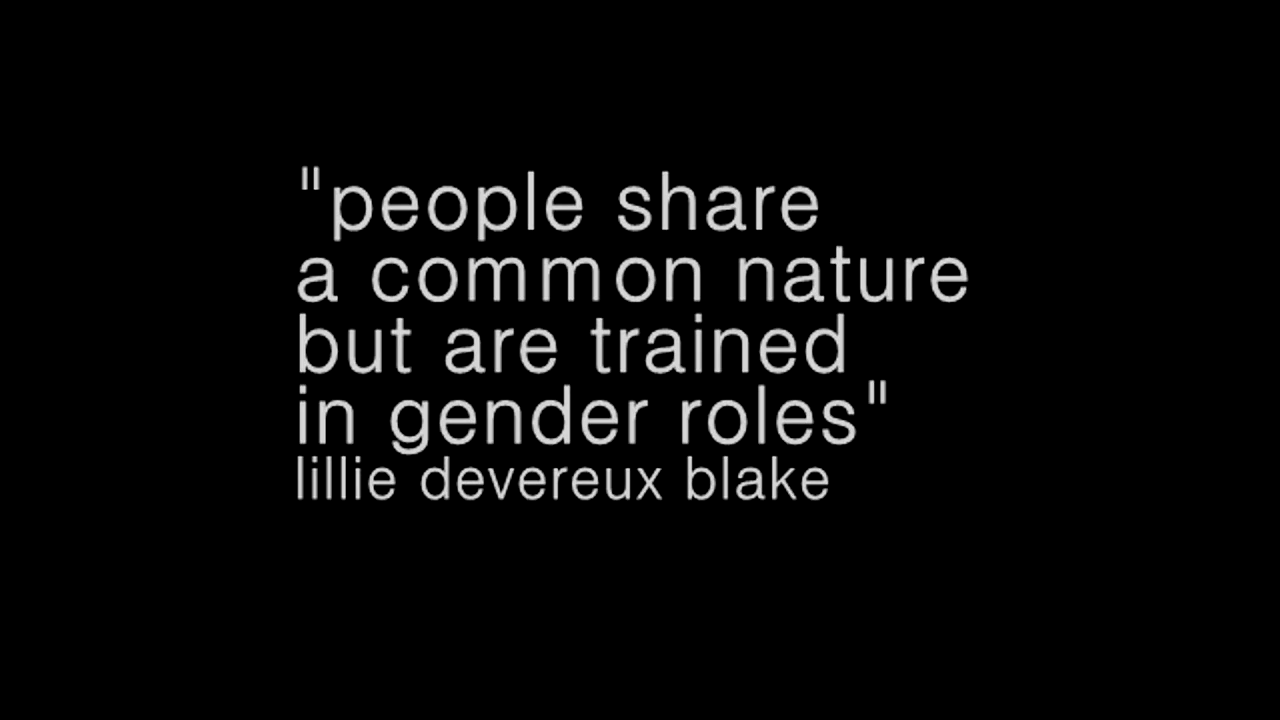 "people share
a common nature
but are trained
in gender roles"
lillie devereux blake